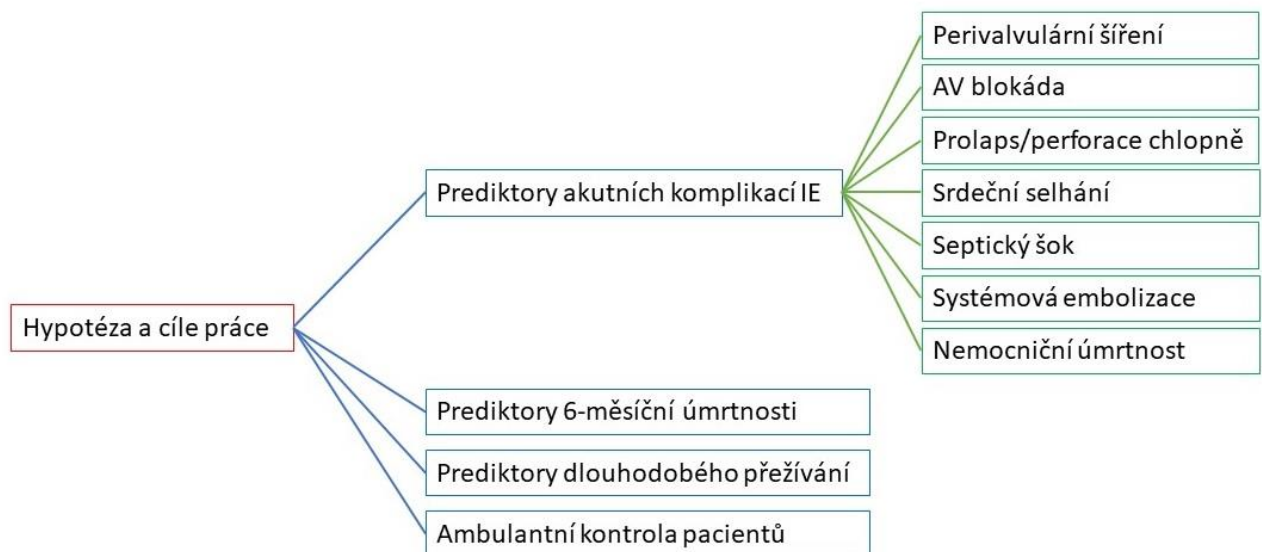 Hypotéza a cíle práce
Prediktory akutních komplikací IE
Perivalvulární šíření
AV blokáda
Prolaps/perforace chlopně
Srdeční selhání
Septický šok
Systémová embolizace
Nemocniční úmrtnost
Prediktory 6-měsíční úmrtnosti
Prediktory dlouhodobého přežívání
Ambulantní kontrola pacientů